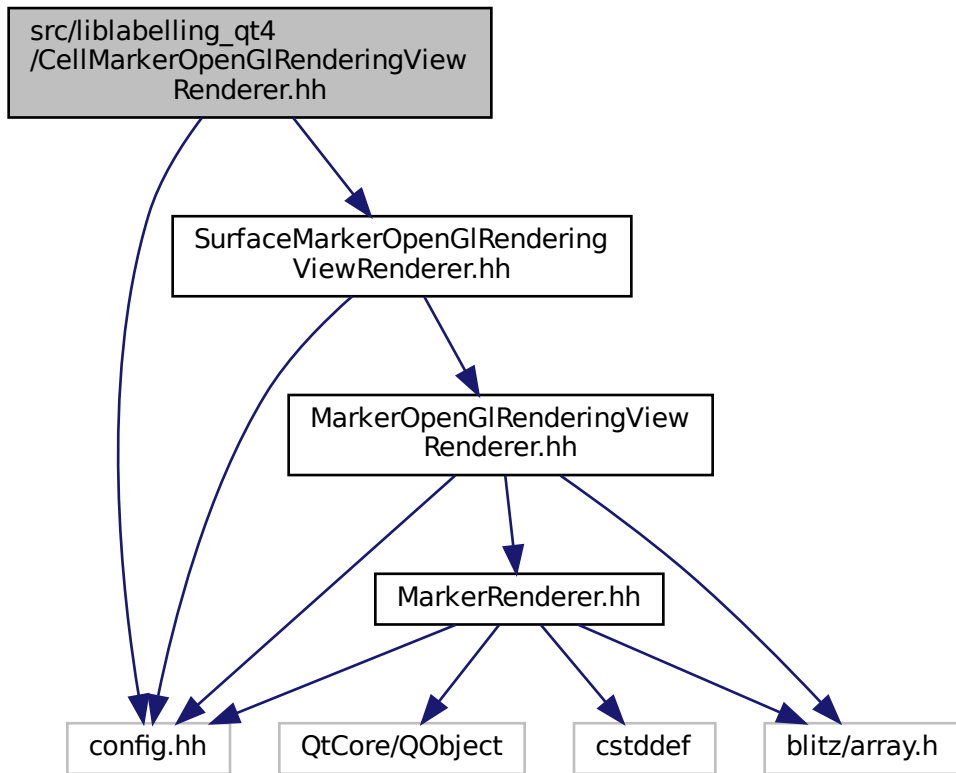 src/liblabelling_qt4
/CellMarkerOpenGlRenderingView
Renderer.hh
SurfaceMarkerOpenGlRendering
ViewRenderer.hh
MarkerOpenGlRenderingView
Renderer.hh
MarkerRenderer.hh
config.hh
QtCore/QObject
cstddef
blitz/array.h